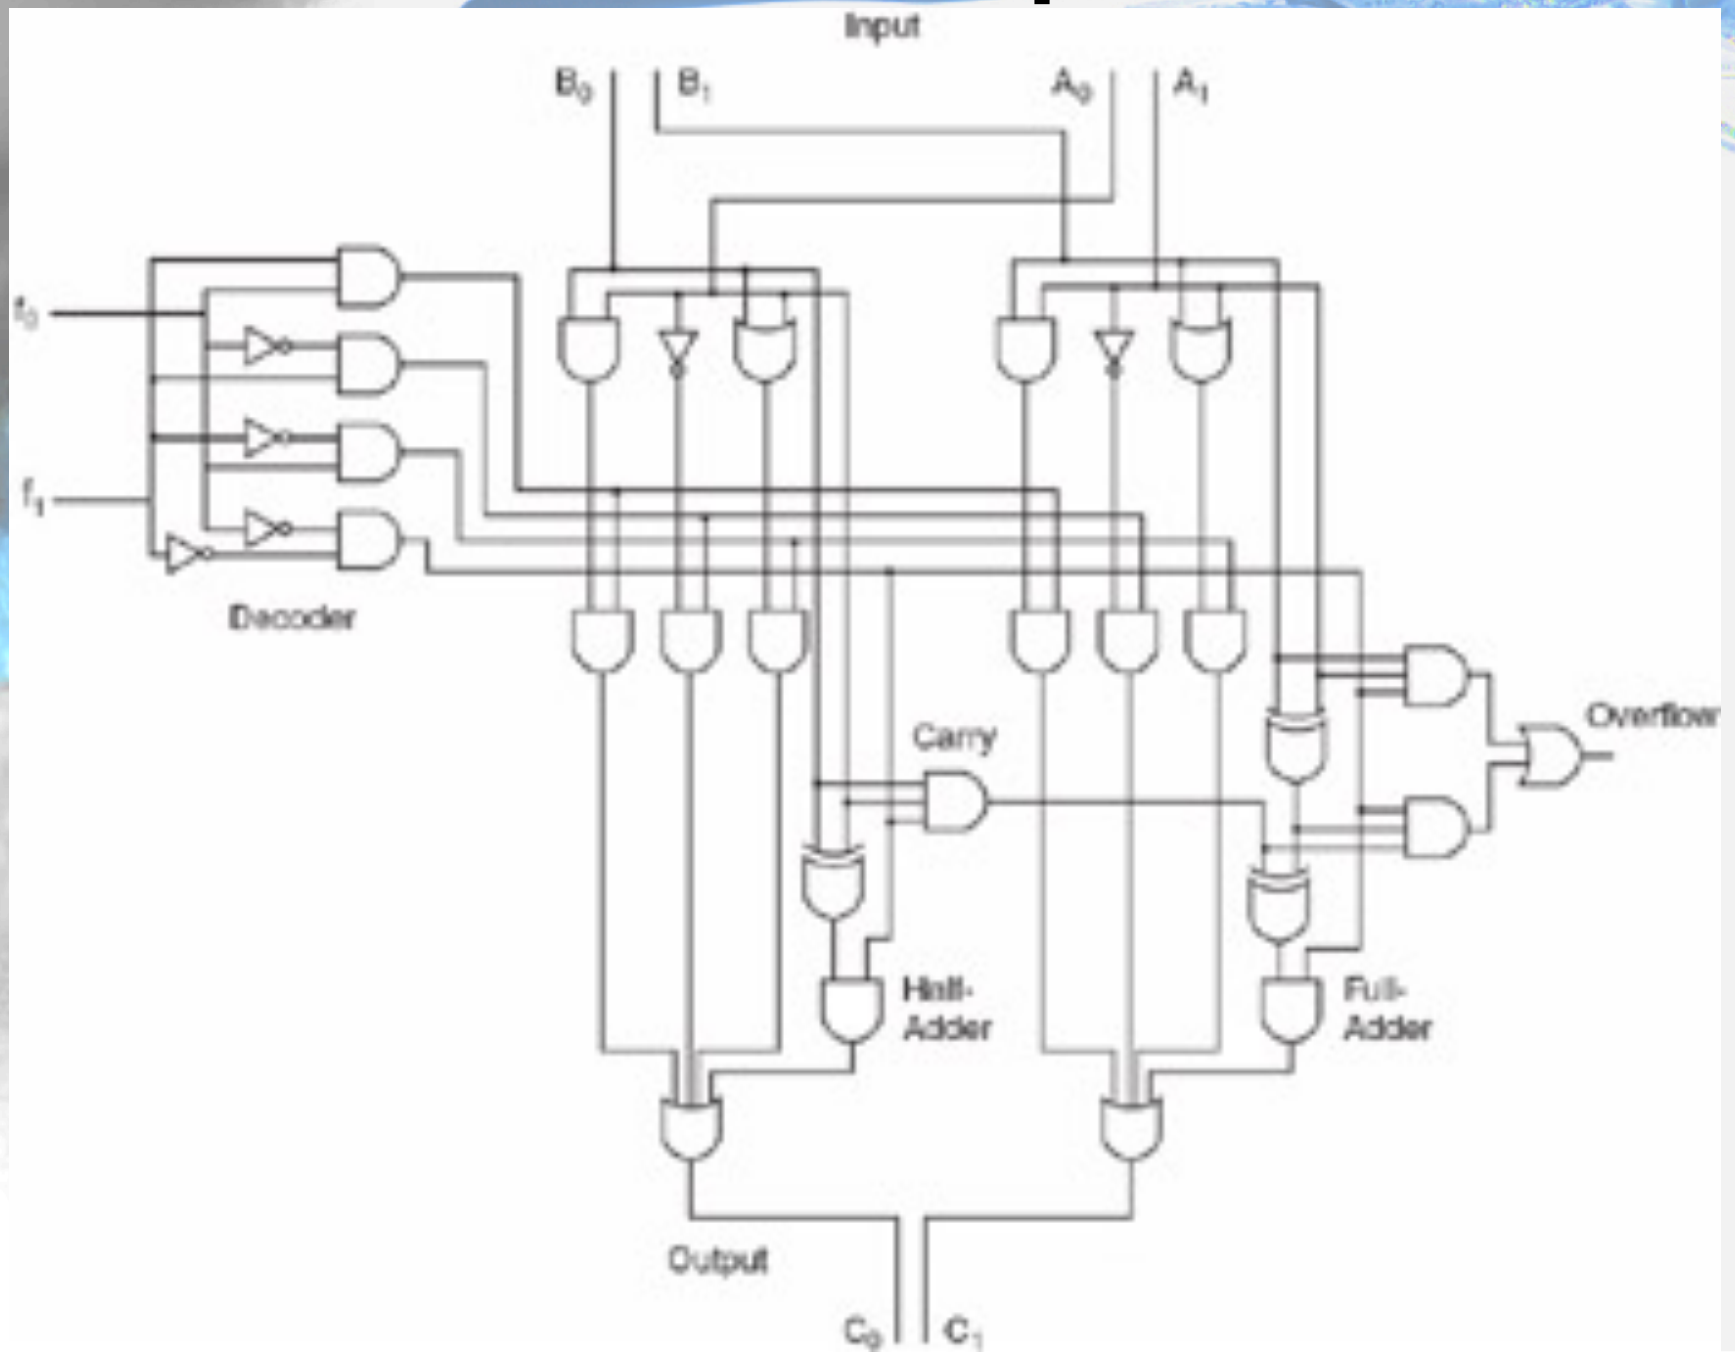 Input
B₀ B₁ A₀ A₁
f₀
f₁
Decoder
Carry
Overflow
Half-
Adder
Full-
Adder
Output
C₀ C₁